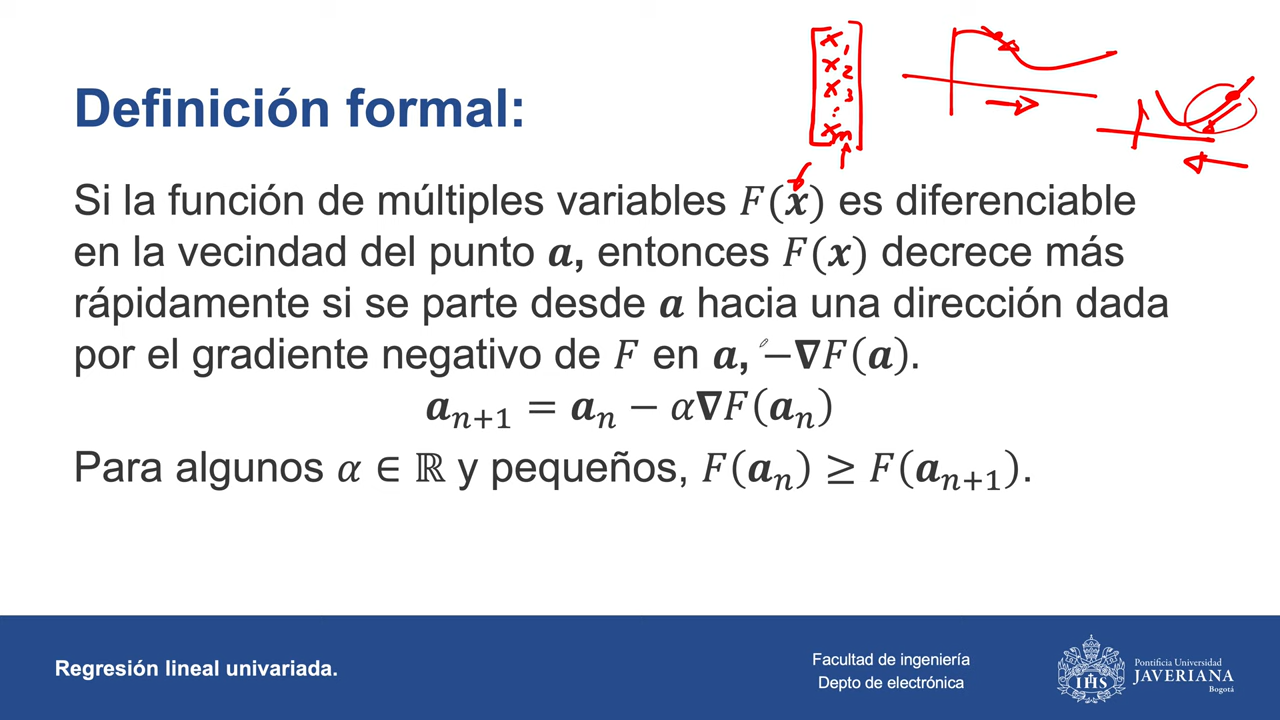 x₁
x₂
x₃
⋮
xₘ
Definición formal:
Si la función de múltiples variables F(x) es diferenciable
en la vecindad del punto a, entonces F(x) decrece más
rápidamente si se parte desde a hacia una dirección dada
por el gradiente negativo de F en a, −∇F(a).
aₙ₊₁ = aₙ − α∇F(aₙ)
Para algunos α ∈ ℝ y pequeños, F(aₙ) ≥ F(aₙ₊₁).
Regresión lineal univariada.
Facultad de ingeniería
Depto de electrónica
IHS
Pontificia Universidad
JAVERIANA
Bogotá